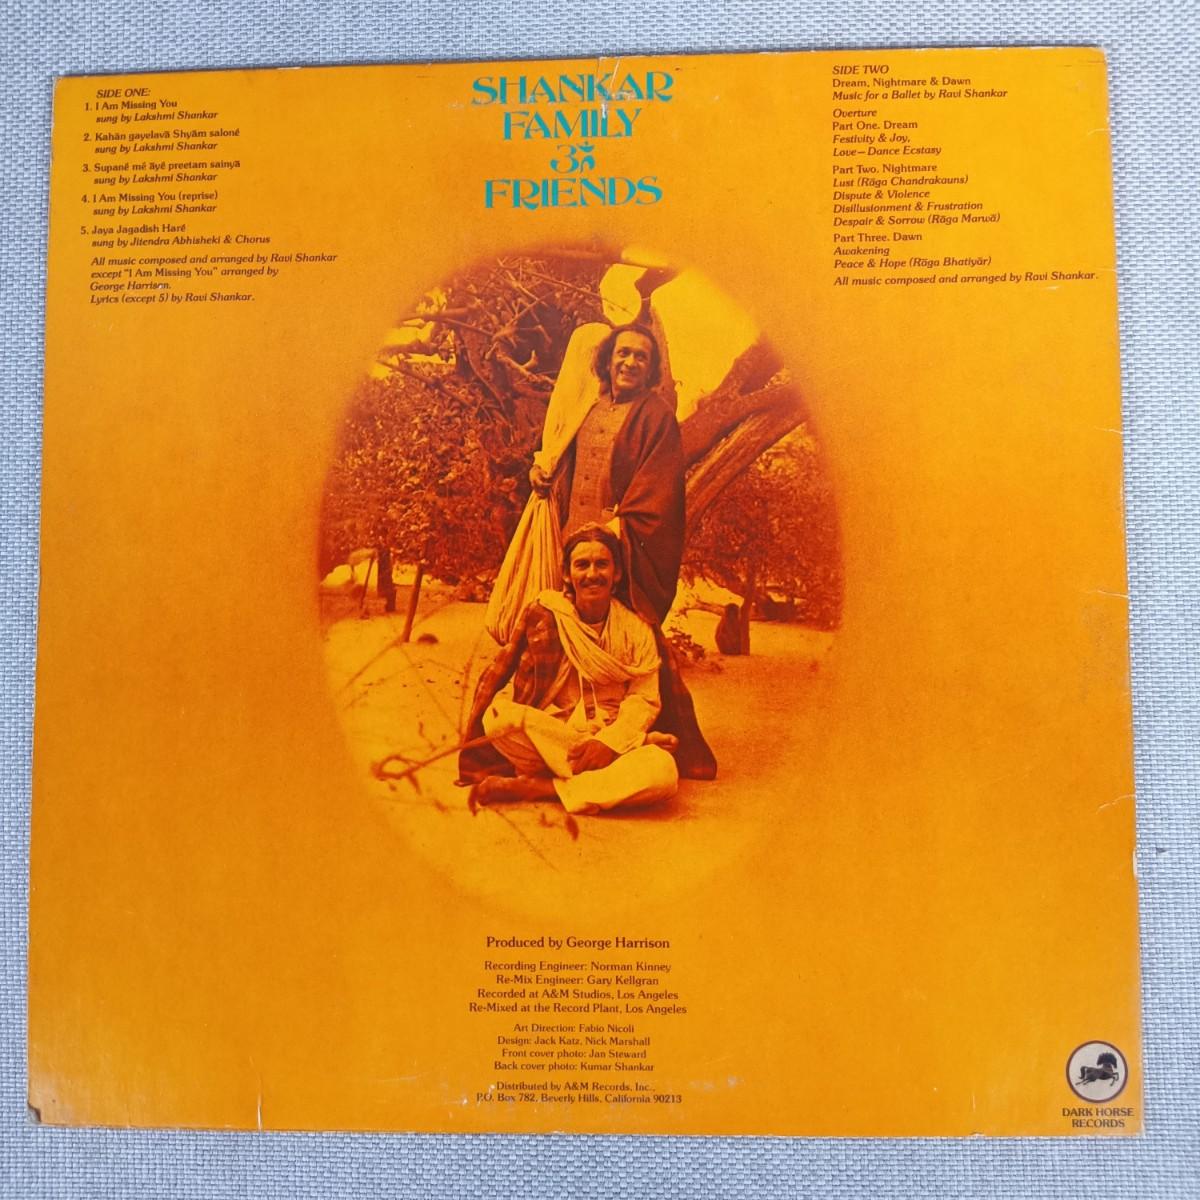 SHANKAR
FAMILY
&
FRIENDS
SIDE ONE:
1. I Am Missing You
sung by Lakshmi Shankar
2. Kahān gayelavā Shyām saloné
sung by Lakshmi Shankar
3. Supané mé āyé preetam sainyā
sung by Lakshmi Shankar
4. I Am Missing You (reprise)
sung by Lakshmi Shankar
5. Jaya Jagadish Haré
sung by Jitendra Abhisheki & Chorus
All music composed and arranged by Ravi Shankar
except "I Am Missing You" arranged by
George Harrison.
Lyrics (except 5) by Ravi Shankar.
SIDE TWO
Dream, Nightmare & Dawn
Music for a Ballet by Ravi Shankar
Overture
Part One. Dream
Festivity & Joy,
Love—Dance Ecstasy
Part Two. Nightmare
Lust (Rāga Chandrakauns)
Dispute & Violence
Disillusionment & Frustration
Despair & Sorrow (Rāga Marwā)
Part Three. Dawn
Awakening
Peace & Hope (Rāga Bhatiyār)
All music composed and arranged by Ravi Shankar.
Produced by George Harrison
Recording Engineer: Norman Kinney
Re-Mix Engineer: Gary Kellgran
Recorded at A&M Studios, Los Angeles
Re-Mixed at the Record Plant, Los Angeles
Art Direction: Fabio Nicoli
Design: Jack Katz, Nick Marshall
Front cover photo: Jan Steward
Back cover photo: Kumar Shankar
Distributed by A&M Records, Inc.,
P.O. Box 782, Beverly Hills, California 90213
DARK HORSE
RECORDS